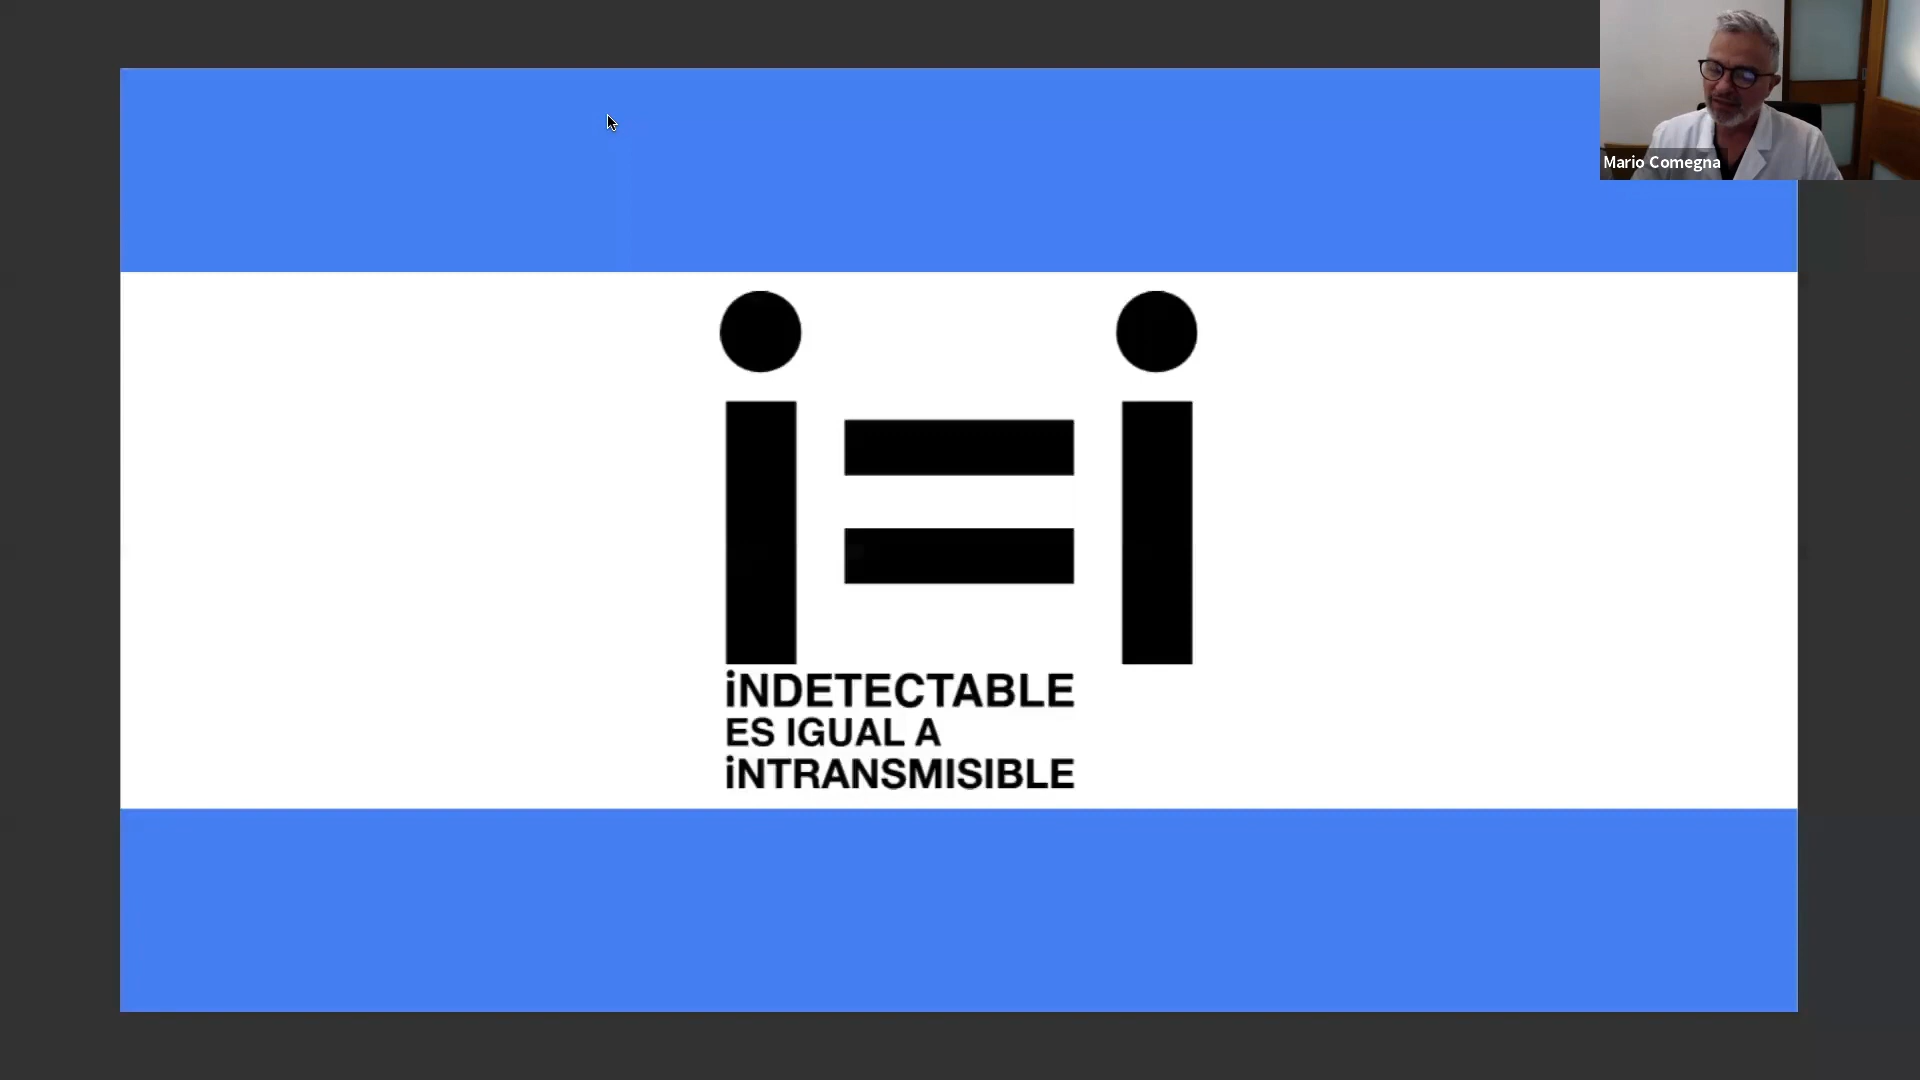 Mario Comegna
i=i
iNDETECTABLE
ES IGUAL A
iNTRANSMISIBLE